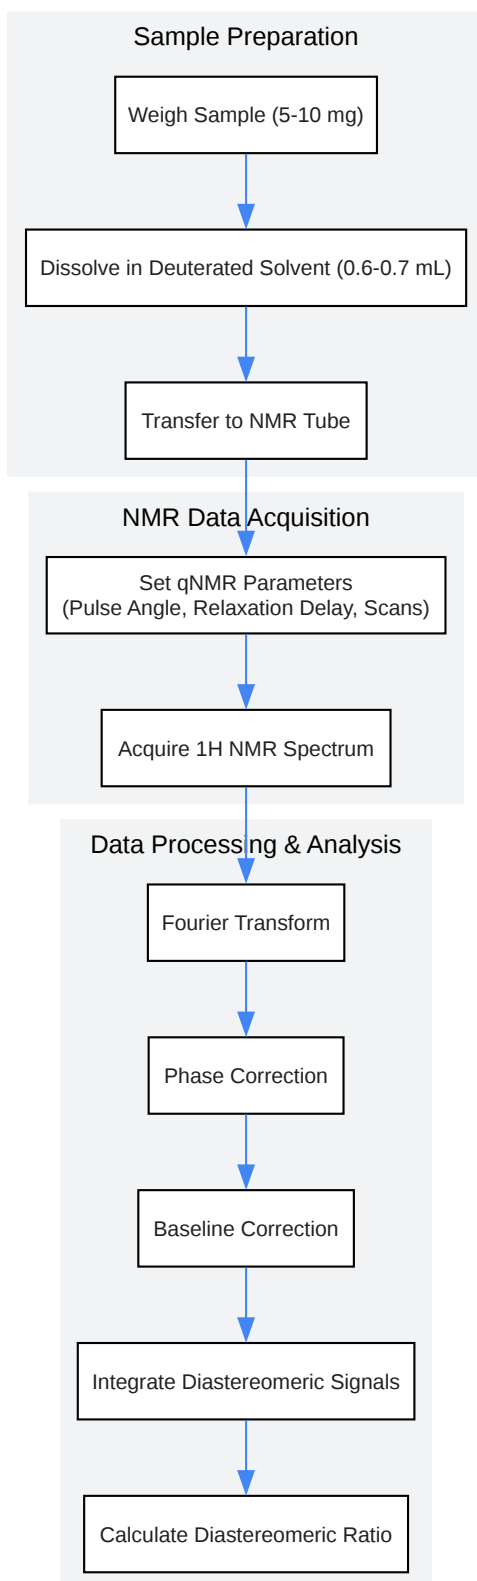 Sample Preparation
Weigh Sample (5-10 mg)
Dissolve in Deuterated Solvent (0.6-0.7 mL)
Transfer to NMR Tube
NMR Data Acquisition
Set qNMR Parameters
(Pulse Angle, Relaxation Delay, Scans)
Acquire 1H NMR Spectrum
Data Processing & Analysis
Fourier Transform
Phase Correction
Baseline Correction
Integrate Diastereomeric Signals
Calculate Diastereomeric Ratio